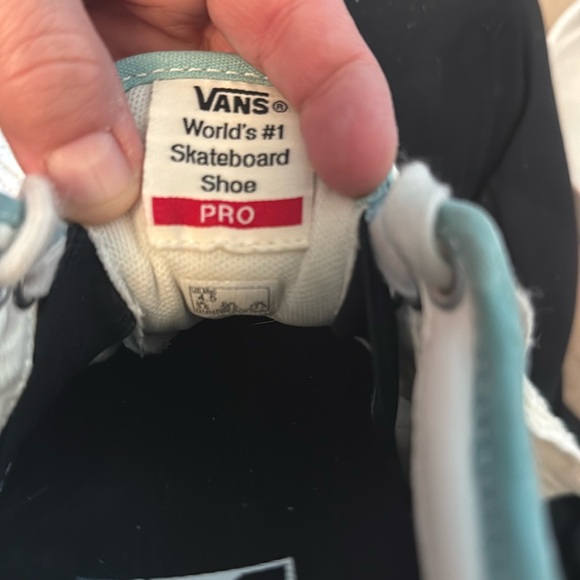 VANS®
World's #1
Skateboard
Shoe
PRO